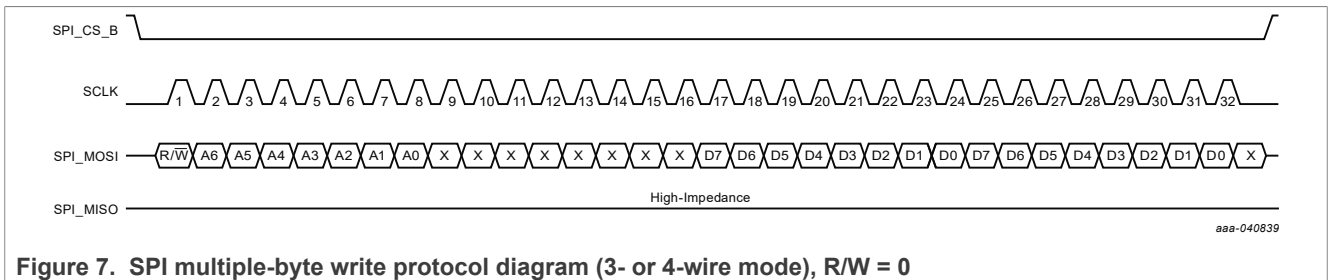 SPI_CS_B
SCLK
1 2 3 4 5 6 7 8 9 10 11 12 13 14 15 16 17 18 19 20 21 22 23 24 25 26 27 28 29 30 31 32
SPI_MOSI R/W̅ A6 A5 A4 A3 A2 A1 A0 X X X X X X X X D7 D6 D5 D4 D3 D2 D1 D0 D7 D6 D5 D4 D3 D2 D1 D0 X
High-Impedance
SPI_MISO
aaa-040839
Figure 7. SPI multiple-byte write protocol diagram (3- or 4-wire mode), R/W = 0